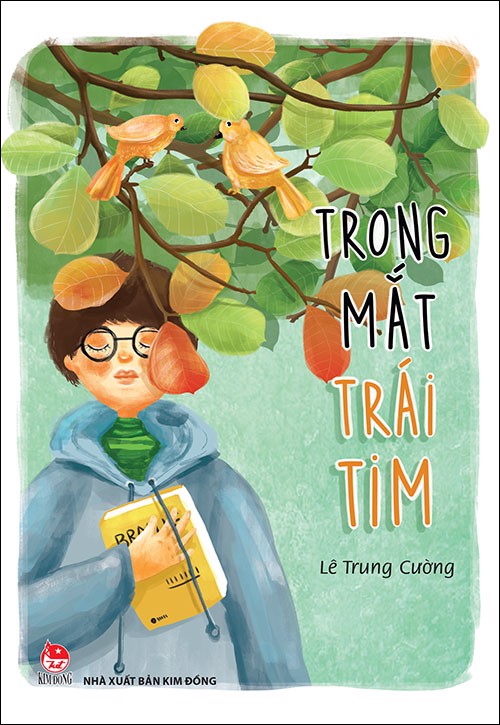 TRONG
MẮT
TRÁI
TIM
Lê Trung Cường
KIM ĐỒNG
NHÀ XUẤT BẢN KIM ĐỒNG